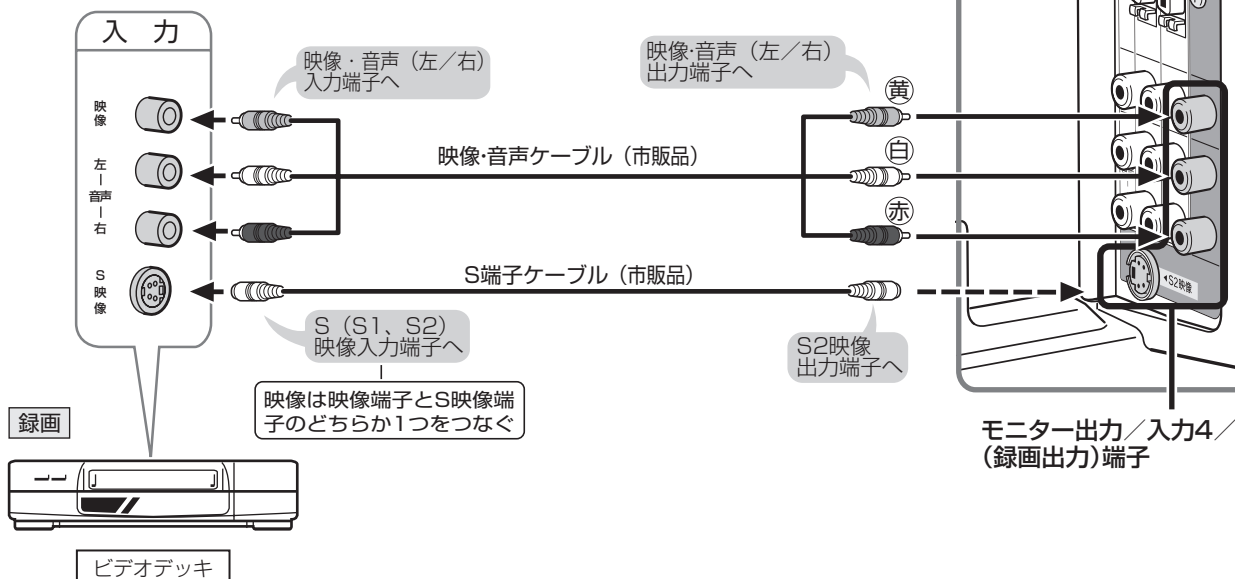 入 力
映像
左
音声
右
S映像
映像・音声（左／右）
入力端子へ
映像･音声ケーブル（市販品）
映像･音声（左／右）
出力端子へ
黄
白
赤
S端子ケーブル（市販品）
S（S1、S2）
映像入力端子へ
映像は映像端子とS映像端
子のどちらか1つをつなぐ
S2映像
出力端子へ
◀S2映像
モニター出力／入力4／
（録画出力）端子
録画
ビデオデッキ